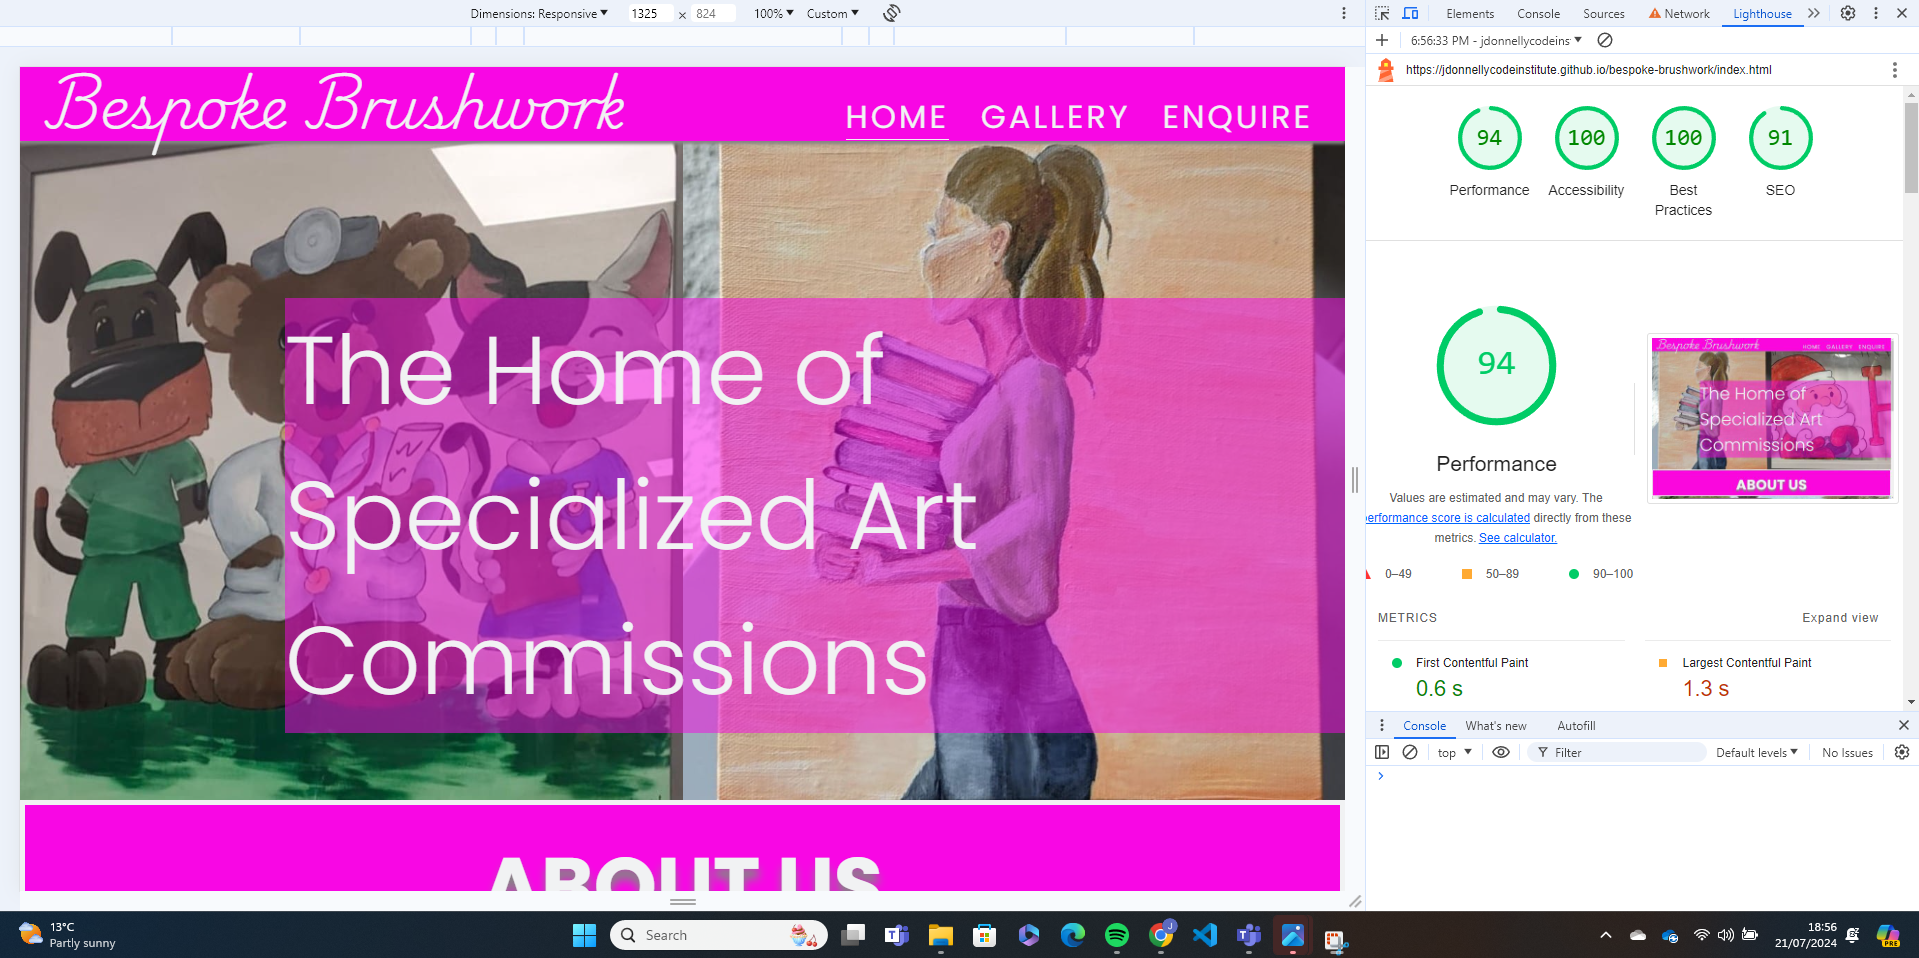 Dimensions: Responsive 1325 × 824 100% Custom
Bespoke Brushwork
HOME GALLERY ENQUIRE
The Home of
Specialized Art
Commissions
ABOUT US
Elements Console Sources Network Lighthouse
6:56:33 PM - jdonnellycodeins
https://jdonnellycodeinstitute.github.io/bespoke-brushwork/index.html
94 100 100 91
Performance Accessibility Best SEO
Practices
94
Performance
Values are estimated and may vary. The
performance score is calculated directly from these
metrics. See calculator.
0–49 50–89 90–100
Bespoke Brushwork
HOME GALLERY ENQUIRE
The Home of
Specialized Art
Commissions
ABOUT US
METRICS Expand view
First Contentful Paint Largest Contentful Paint
0.6 s 1.3 s
Console What's new Autofill
top Filter Default levels No Issues
13°C
Partly sunny
Search
18:56
21/07/2024
PRE